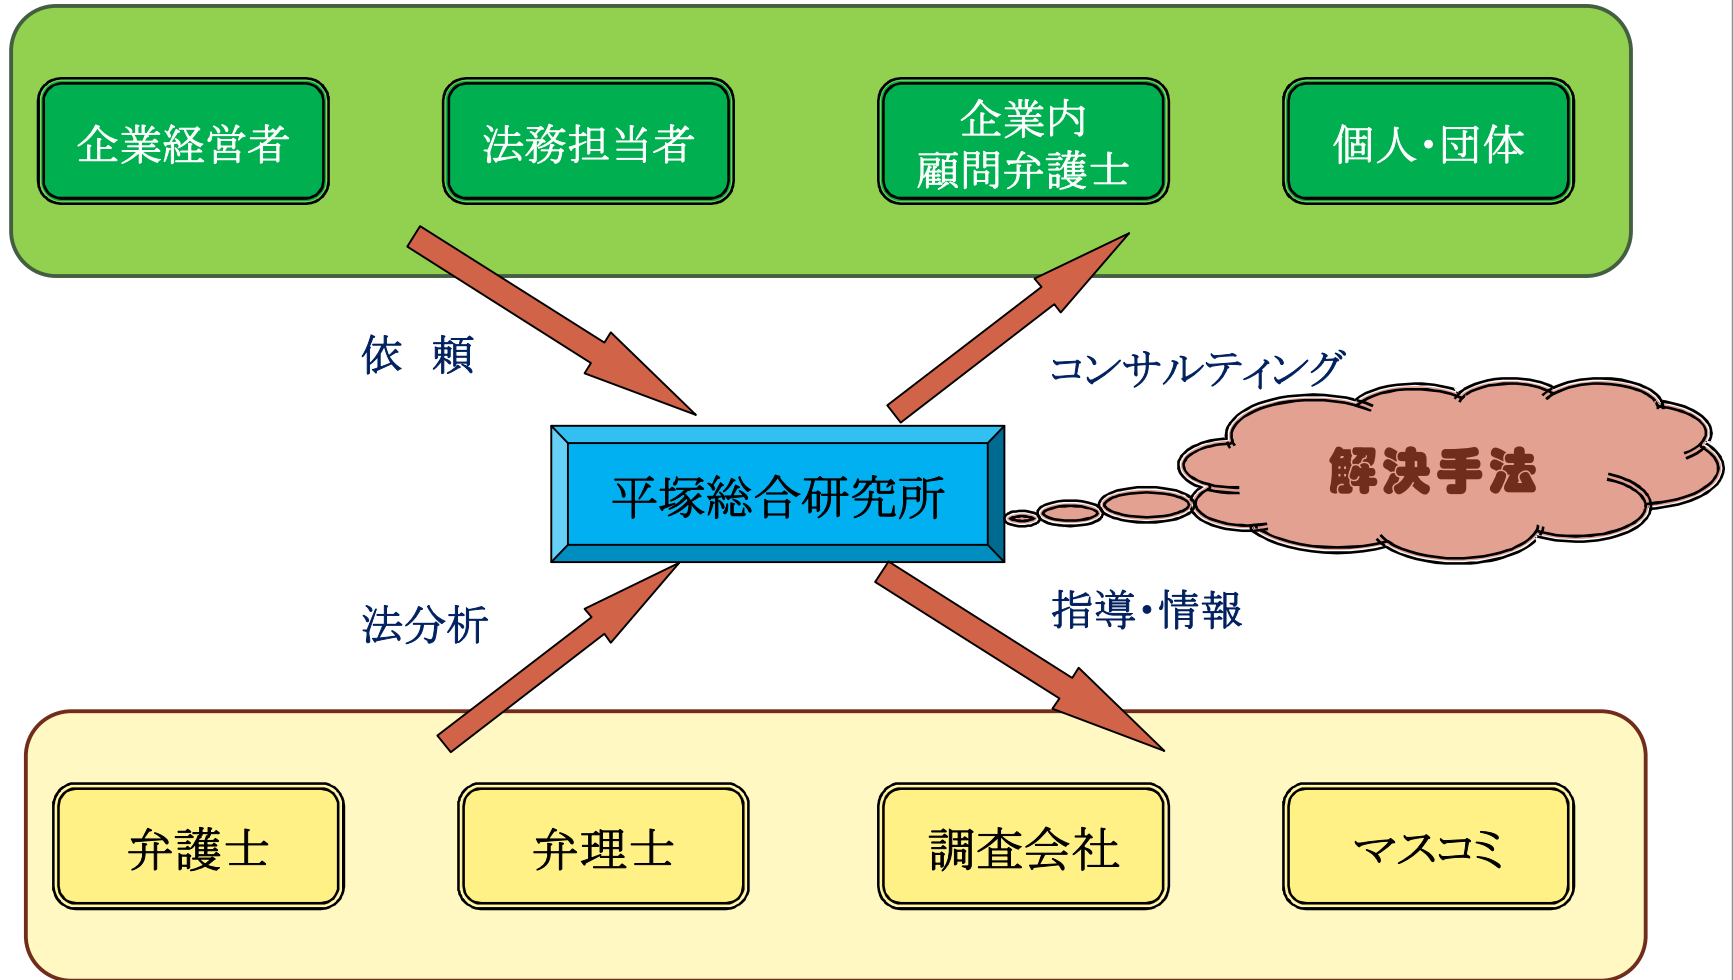 企業経営者
法務担当者
企業内
顧問弁護士
個人・団体
依　頼
コンサルティング
解決手法
平塚総合研究所
法分析
指導・情報
弁護士
弁理士
調査会社
マスコミ